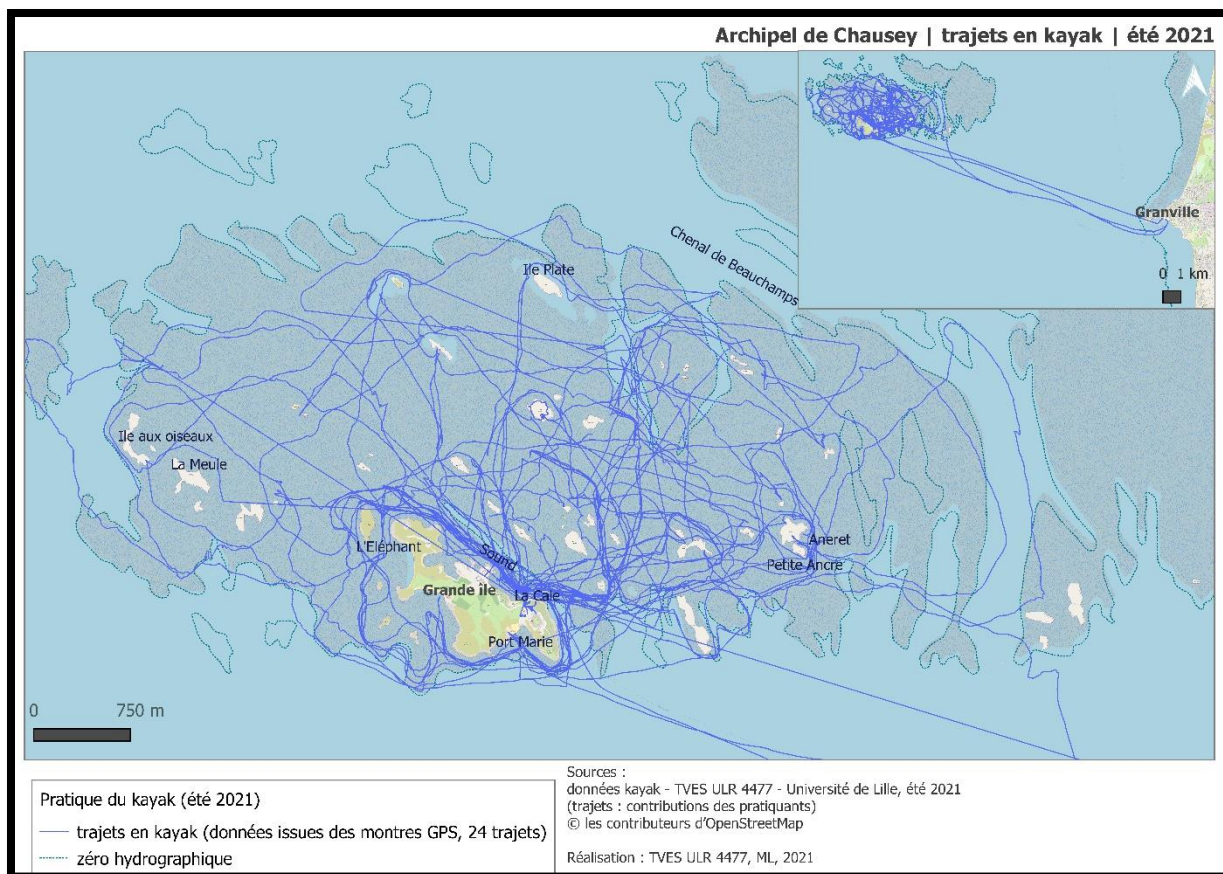 Archipel de Chausey | trajets en kayak | été 2021
Granville
0 1 km
Chenal de Beauchamps
Ile Plate
Ile aux oiseaux
La Meule
L'Eléphant
Sound
Grande île
La Cale
Port Marie
Aneret
Petite Ancre
0 750 m
Pratique du kayak (été 2021)
trajets en kayak (données issues des montres GPS, 24 trajets)
zéro hydrographique
Sources :
données kayak - TVES ULR 4477 - Université de Lille, été 2021
(trajets : contributions des pratiquants)
© les contributeurs d'OpenStreetMap
Réalisation : TVES ULR 4477, ML, 2021